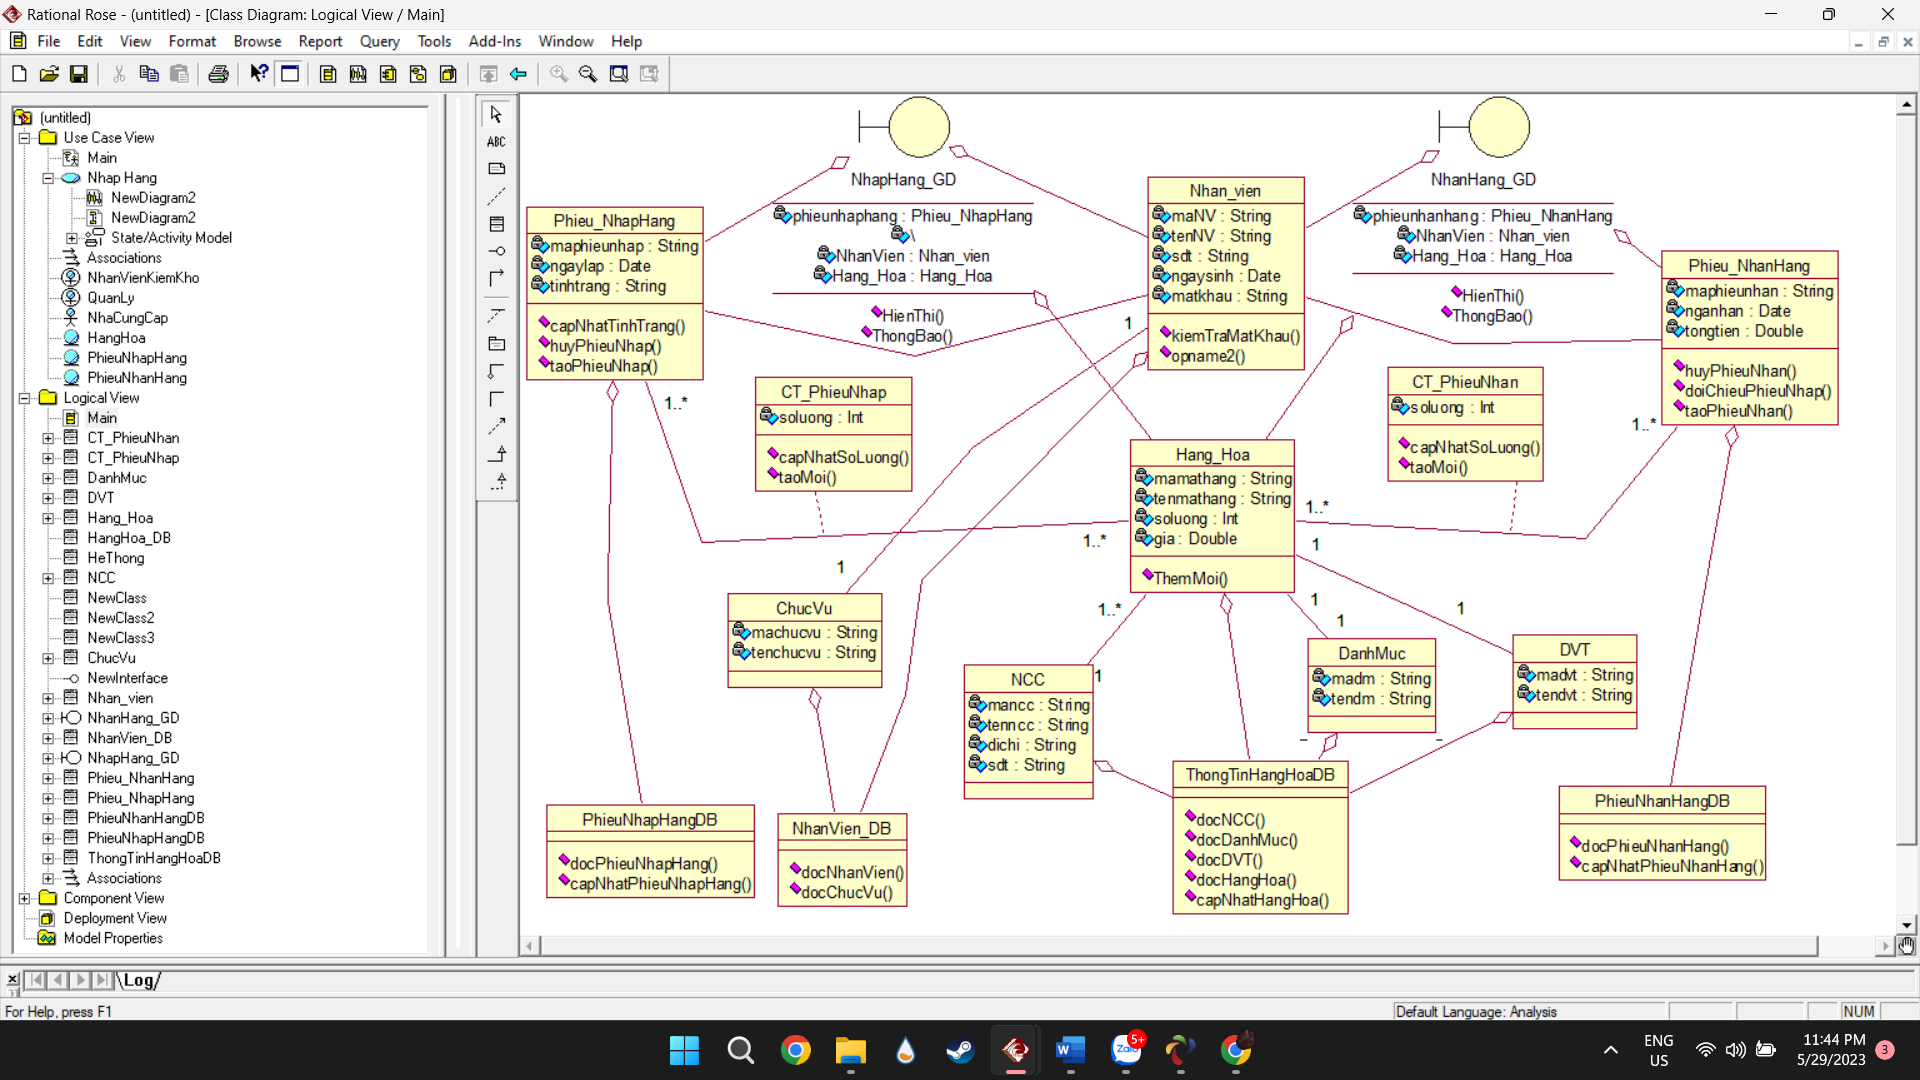 Rational Rose - (untitled) - [Class Diagram: Logical View / Main]
File Edit View Format Browse Report Query Tools Add-Ins Window Help
(untitled)
Use Case View
Main
Nhap Hang
NewDiagram2
NewDiagram2
State/Activity Model
Associations
NhanVienKiemKho
QuanLy
NhaCungCap
HangHoa
PhieuNhapHang
PhieuNhanHang
Logical View
Main
CT_PhieuNhan
CT_PhieuNhap
DanhMuc
DVT
Hang_Hoa
HangHoa_DB
HeThong
NCC
NewClass
NewClass2
NewClass3
ChucVu
NewInterface
Nhan_vien
NhanHang_GD
NhanVien_DB
NhapHang_GD
Phieu_NhanHang
Phieu_NhapHang
PhieuNhanHangDB
PhieuNhapHangDB
ThongTinHangHoaDB
Associations
Component View
Deployment View
Model Properties
ABC
Phieu_NhapHang
maphieunhap : String
ngaylap : Date
tinhtrang : String
capNhatTinhTrang()
huyPhieuNhap()
taoPhieuNhap()
NhapHang_GD
phieunhaphang : Phieu_NhapHang
\
NhanVien : Nhan_vien
Hang_Hoa : Hang_Hoa
HienThi()
ThongBao()
Nhan_vien
maNV : String
tenNV : String
sdt : String
ngaysinh : Date
matkhau : String
kiemTraMatKhau()
opname2()
NhanHang_GD
phieunhanhang : Phieu_NhanHang
NhanVien : Nhan_vien
Hang_Hoa : Hang_Hoa
HienThi()
ThongBao()
Phieu_NhanHang
maphieunhan : String
nganhan : Date
tongtien : Double
huyPhieuNhan()
doiChieuPhieuNhap()
taoPhieuNhan()
1
1..*
CT_PhieuNhap
soluong : Int
capNhatSoLuong()
taoMoi()
CT_PhieuNhan
soluong : Int
capNhatSoLuong()
taoMoi()
1..*
Hang_Hoa
mamathang : String
tenmathang : String
soluong : Int
gia : Double
ThemMoi()
1..*
1..*
1
1
1..*
1
1
1
ChucVu
machucvu : String
tenchucvu : String
NCC
mancc : String
tenncc : String
dichi : String
sdt : String
1
DanhMuc
madm : String
tendm : String
DVT
madvt : String
tendvt : String
PhieuNhapHangDB
docPhieuNhapHang()
capNhatPhieuNhapHang()
NhanVien_DB
docNhanVien()
docChucVu()
ThongTinHangHoaDB
docNCC()
docDanhMuc()
docDVT()
docHangHoa()
capNhatHangHoa()
PhieuNhanHangDB
docPhieuNhanHang()
capNhatPhieuNhanHang()
\Log/
For Help, press F1
Default Language: Analysis
NUM
Zalo
5+
ENG
US
11:44 PM
5/29/2023
3